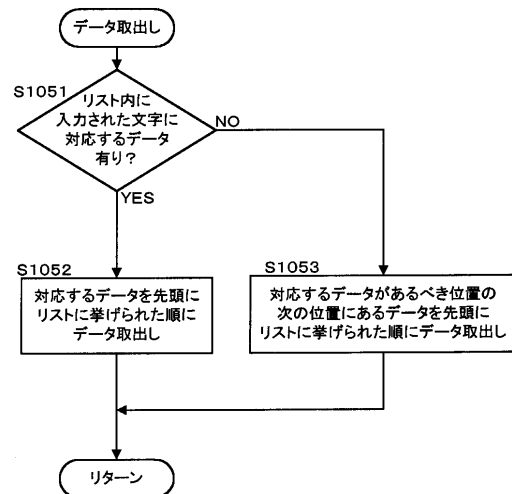 データ取出し
S1051
リスト内に
入力された文字に
対応するデータ
有り？
NO
YES
S1052
対応するデータを先頭に
リストに挙げられた順に
データ取出し
S1053
対応するデータがあるべき位置の
次の位置にあるデータを先頭に
リストに挙げられた順にデータ取出し
リターン